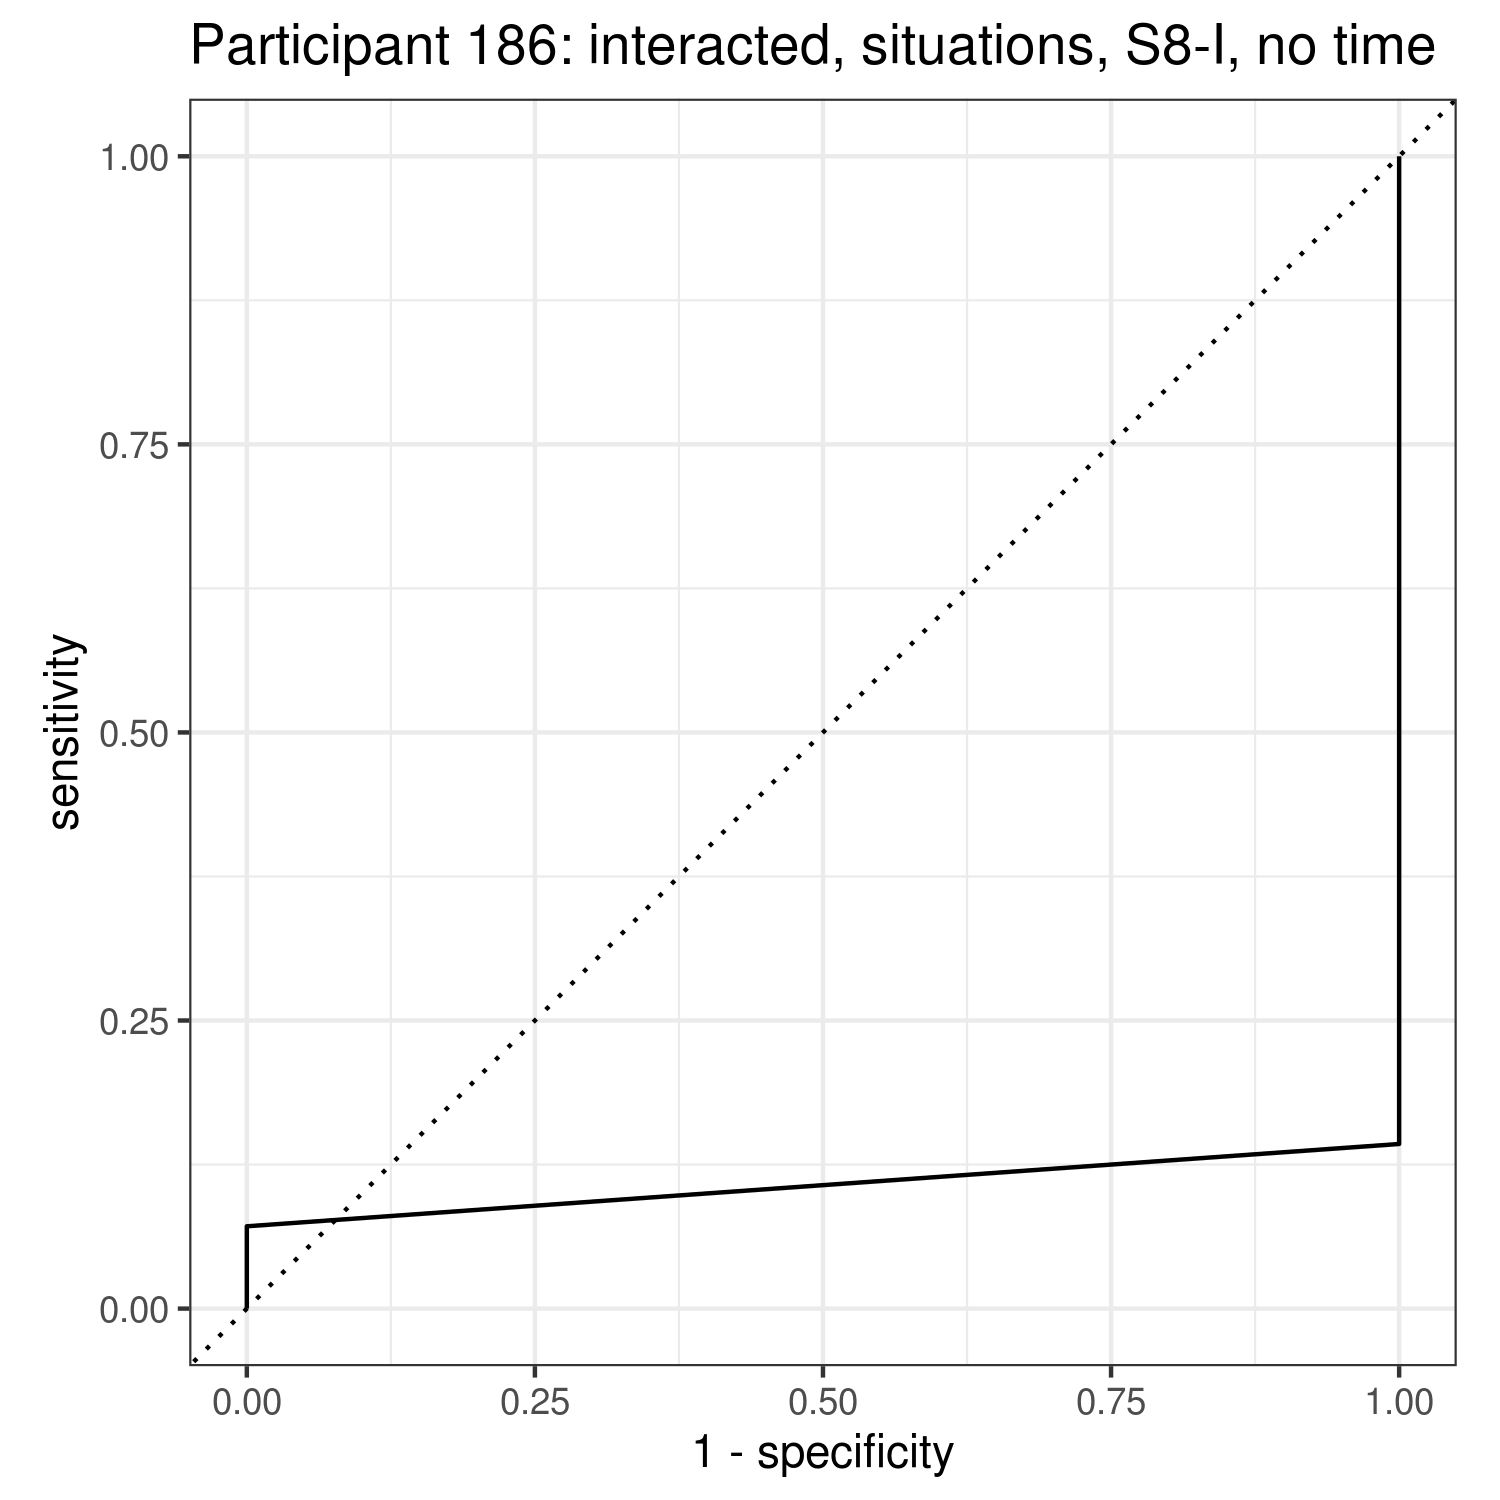 Participant 186: interacted, situations, S8-I, no time
1.00
0.75
0.50
0.25
0.00
sensitivity
0.00 0.25 0.50 0.75 1.00
1 - specificity